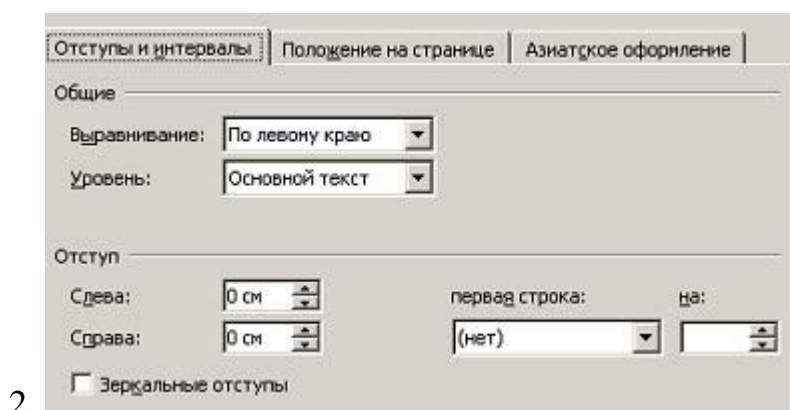 Отступы и интервалы Положение на странице Азиатское оформление
Общие
Выравнивание: По левому краю
Уровень: Основной текст
Отступ
Слева: 0 см первая строка: на:
Справа: 0 см (нет)
Зеркальные отступы
2